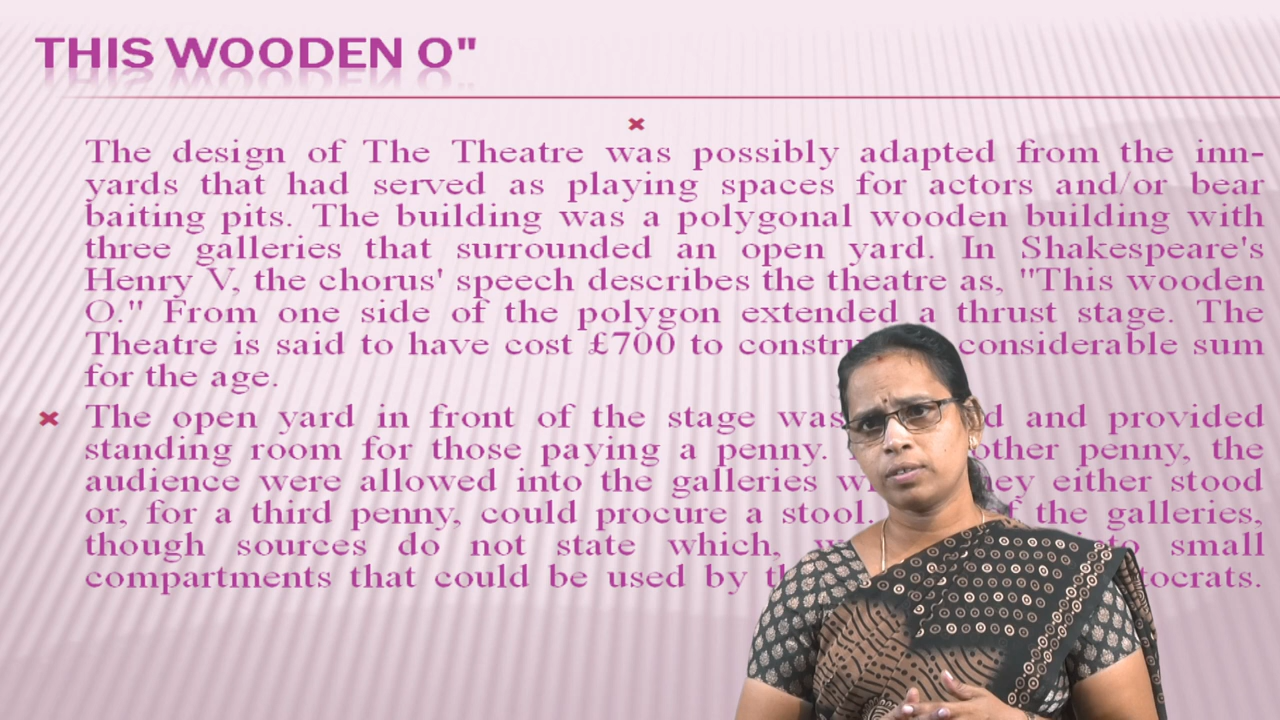 THIS WOODEN O"
The design of The Theatre was possibly adapted from the inn-
yards that had served as playing spaces for actors and/or bear
baiting pits. The building was a polygonal wooden building with
three galleries that surrounded an open yard. In Shakespeare's
Henry V, the chorus' speech describes the theatre as, "This wooden
O." From one side of the polygon extended a thrust stage. The
Theatre is said to have cost £700 to considerable sum
for the age.
The open yard in front of the stage was and provided
standing room for those paying a penny. penny, the
audience were allowed into the galleries either stood
or, for a third penny, could procure a stool. the galleries,
though sources do not state which, small
compartments that could be used by